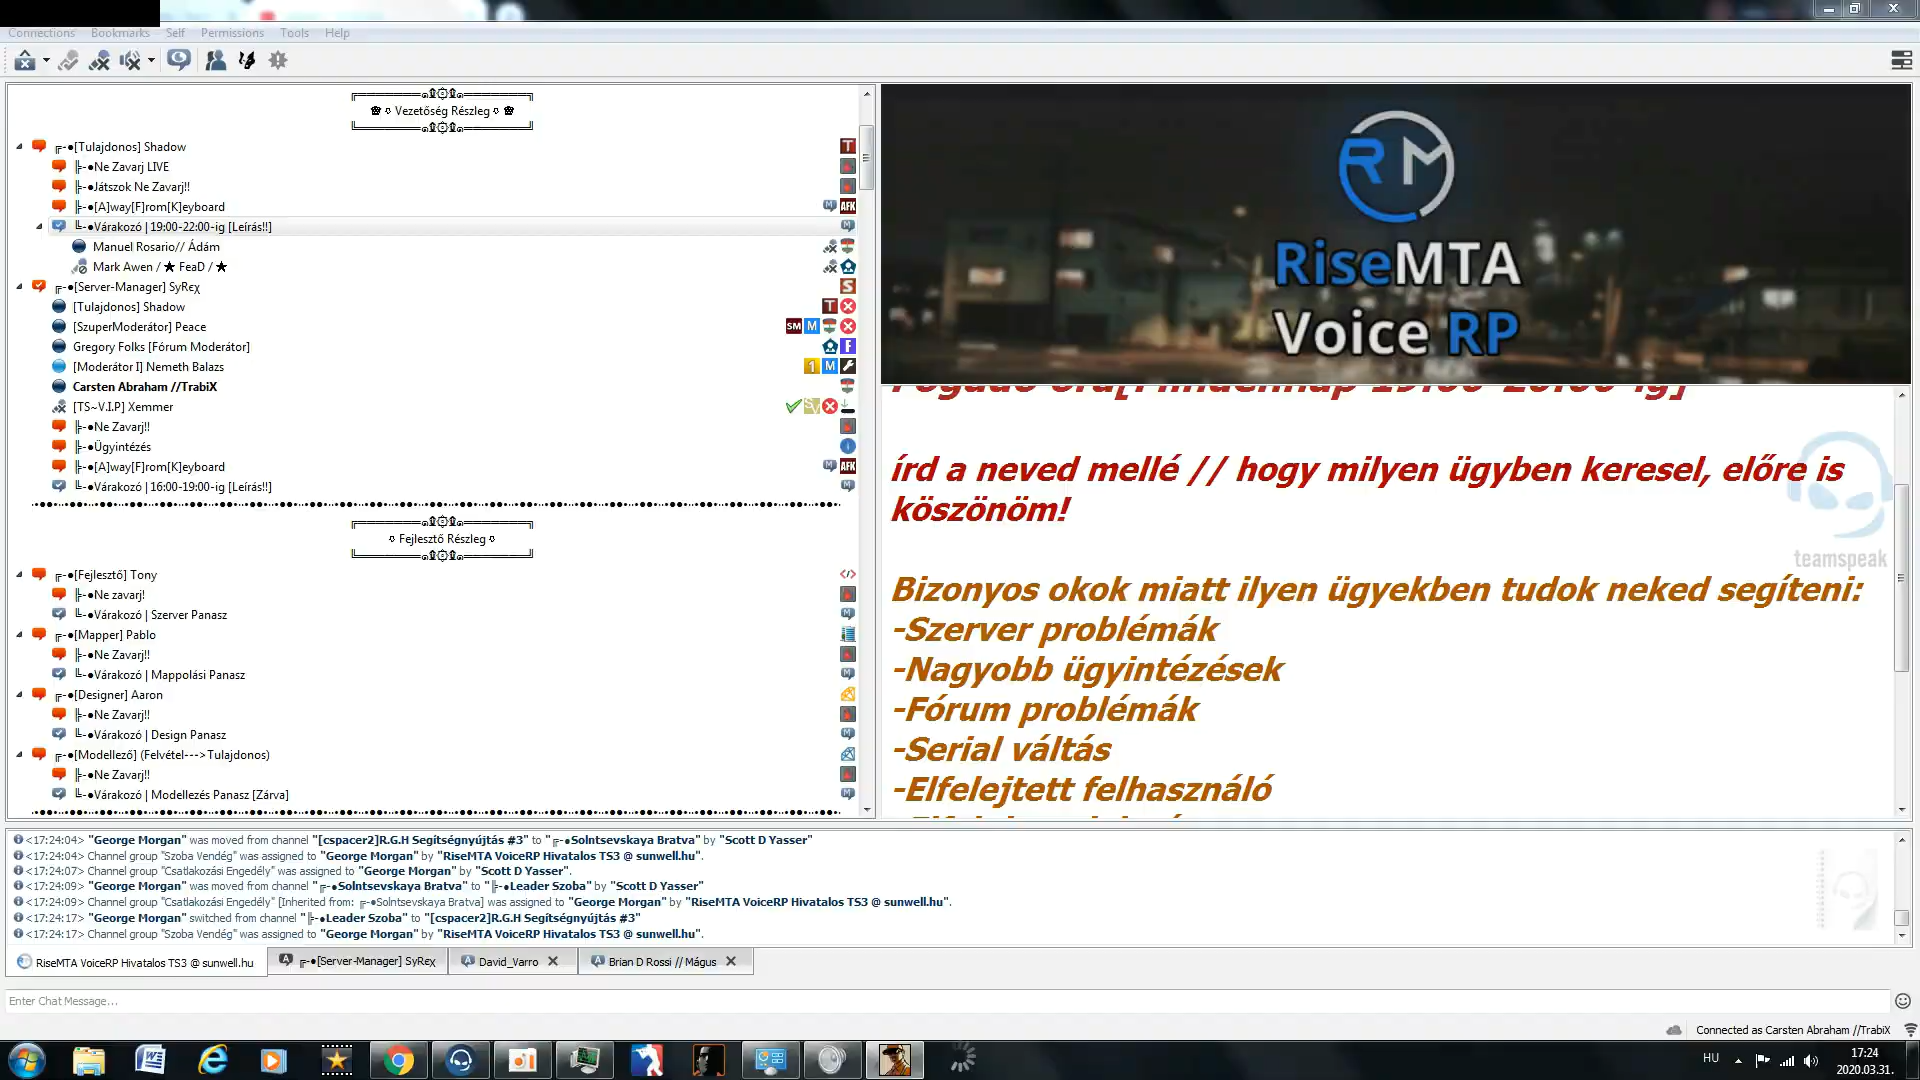 Connections Bookmarks Self Permissions Tools Help
Vezetőség Részleg
╔-●[Tulajdonos] Shadow
╠-●Ne Zavarj LIVE
╠-●Játszok Ne Zavarj!!
╠-●[A]way[F]rom[K]eyboard
╚-●Várakozó | 19:00-22:00-ig [Leírás!!]
Manuel Rosario// Ádám
Mark Awen / ★ FeaD / ★
╔-●[Server-Manager] SyRєχ
[Tulajdonos] Shadow
[SzuperModerátor] Peace
Gregory Folks [Fórum Moderátor]
[Moderátor I] Nemeth Balazs
Carsten Abraham //TrabiX
[TS~V.I.P] Xemmer
╠-●Ne Zavarj!!
╠-●Ügyintézés
╠-●[A]way[F]rom[K]eyboard
╚-●Várakozó | 16:00-19:00-ig [Leírás!!]
Fejlesztő Részleg
╔-●[Fejlesztő] Tony
╠-●Ne zavarj!
╚-●Várakozó | Szerver Panasz
╔-●[Mapper] Pablo
╠-●Ne Zavarj!!
╚-●Várakozó | Mappolási Panasz
╔-●[Designer] Aaron
╠-●Ne Zavarj!!
╚-●Várakozó | Design Panasz
╔-●[Modellező] (Felvétel--->Tulajdonos)
╠-●Ne Zavarj!!
╚-●Várakozó | Modellezés Panasz [Zárva]
RM
RiseMTA
Voice RP
írd a neved mellé // hogy milyen ügyben keresel, előre is
köszönöm!
teamspeak
Bizonyos okok miatt ilyen ügyekben tudok neked segíteni:
-Szerver problémák
-Nagyobb ügyintézések
-Fórum problémák
-Serial váltás
-Elfelejtett felhasználó
<17:24:04> "George Morgan" was moved from channel "[cspacer2]R.G.H Segítségnyújtás #3" to "╔-●Solntsevskaya Bratva" by "Scott D Yasser"
<17:24:04> Channel group "Szoba Vendég" was assigned to "George Morgan" by "RiseMTA VoiceRP Hivatalos TS3 @ sunwell.hu".
<17:24:07> Channel group "Csatlakozási Engedély" was assigned to "George Morgan" by "Scott D Yasser".
<17:24:09> "George Morgan" was moved from channel "╔-●Solntsevskaya Bratva" to "╠-●Leader Szoba" by "Scott D Yasser"
<17:24:09> Channel group "Csatlakozási Engedély" [Inherited from: ╔-●Solntsevskaya Bratva] was assigned to "George Morgan" by "RiseMTA VoiceRP Hivatalos TS3 @ sunwell.hu".
<17:24:17> "George Morgan" switched from channel "╠-●Leader Szoba" to "[cspacer2]R.G.H Segítségnyújtás #3"
<17:24:17> Channel group "Szoba Vendég" was assigned to "George Morgan" by "RiseMTA VoiceRP Hivatalos TS3 @ sunwell.hu".
RiseMTA VoiceRP Hivatalos TS3 @ sunwell.hu ╔-●[Server-Manager] SyRєχ David_Varro Brian D Rossi // Mágus
Enter Chat Message...
Connected as Carsten Abraham //TrabiX
HU 17:24
2020.03.31.